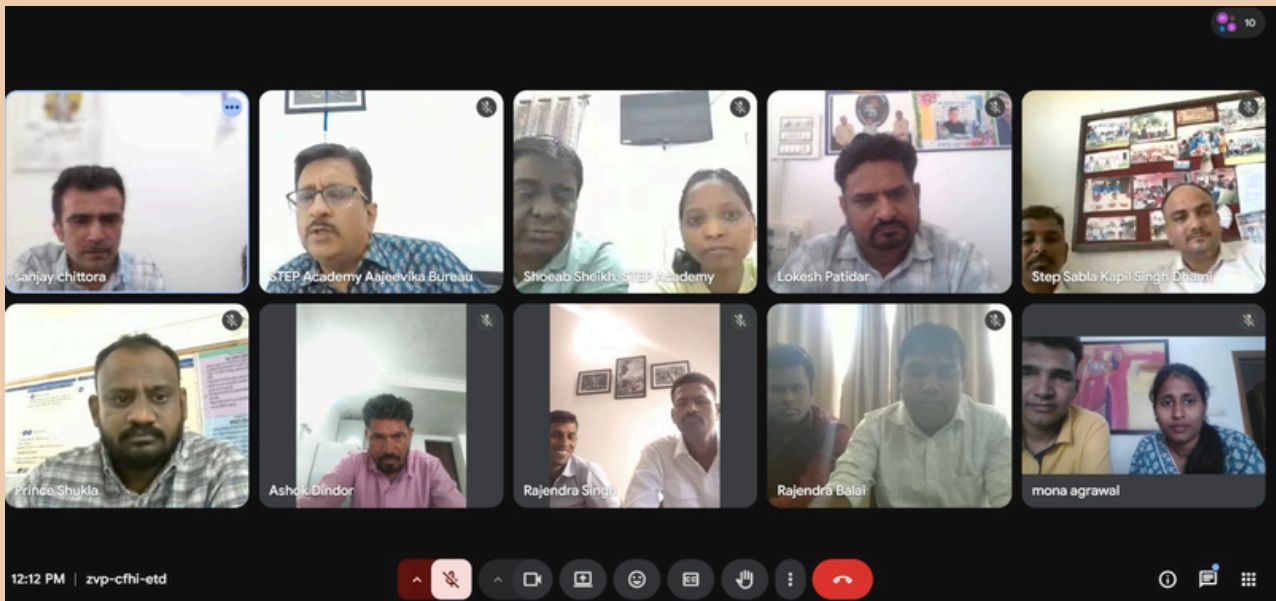 10
sanjay chittora
STEP Academy Aajeevika Bureau
Shoeab Sheikh. STEP Academy
Lokesh Patidar
Step Sabla Kapil Singh Dhami
Prince Shukla
Ashok Dindor
Rajendra Singh
Rajendra Balai
mona agrawal
12:12 PM | zvp-cfhi-etd